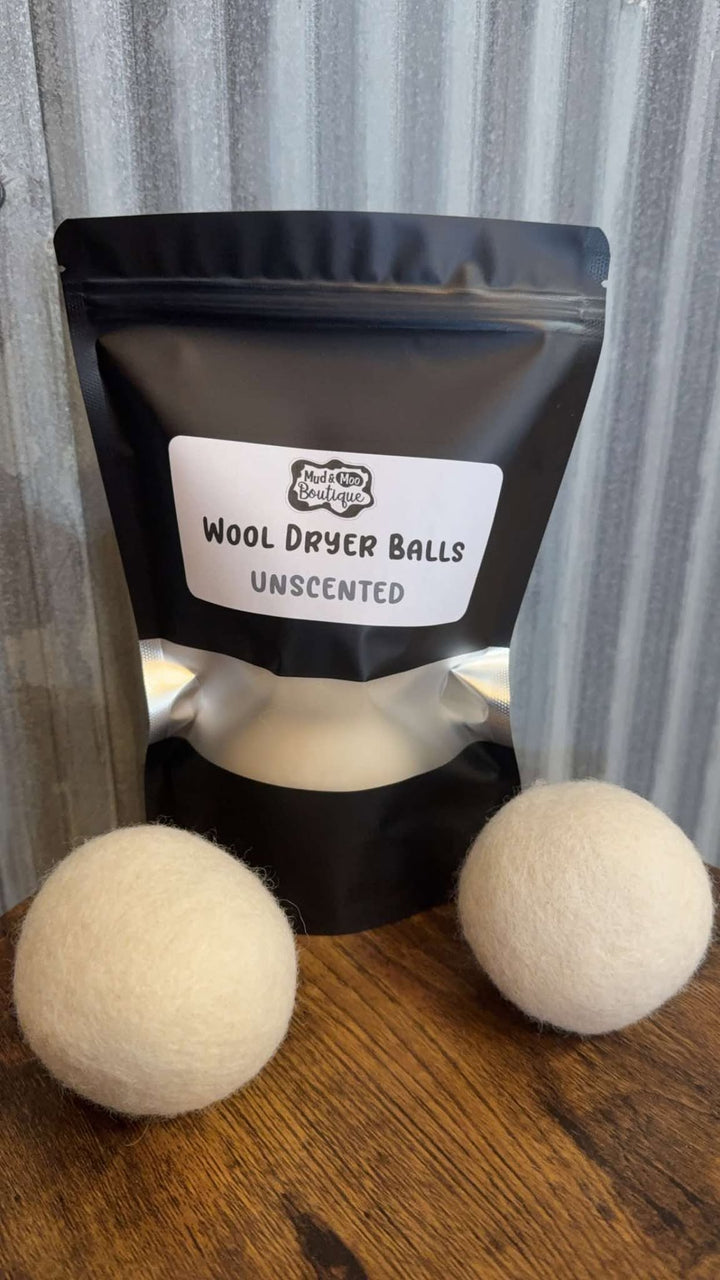 Mud & Moo
Boutique
WOOL DRYER BALLS
UNSCENTED